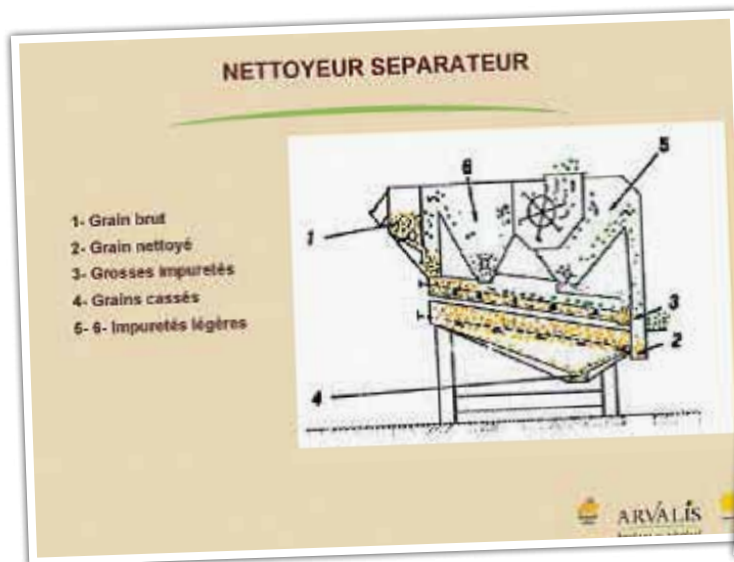 NETTOYEUR SEPARATEUR
1- Grain brut
2- Grain nettoyé
3- Grosses impuretés
4- Grains cassés
5- 6- Impuretés légères
6
5
1
3
2
4
ARVALIS